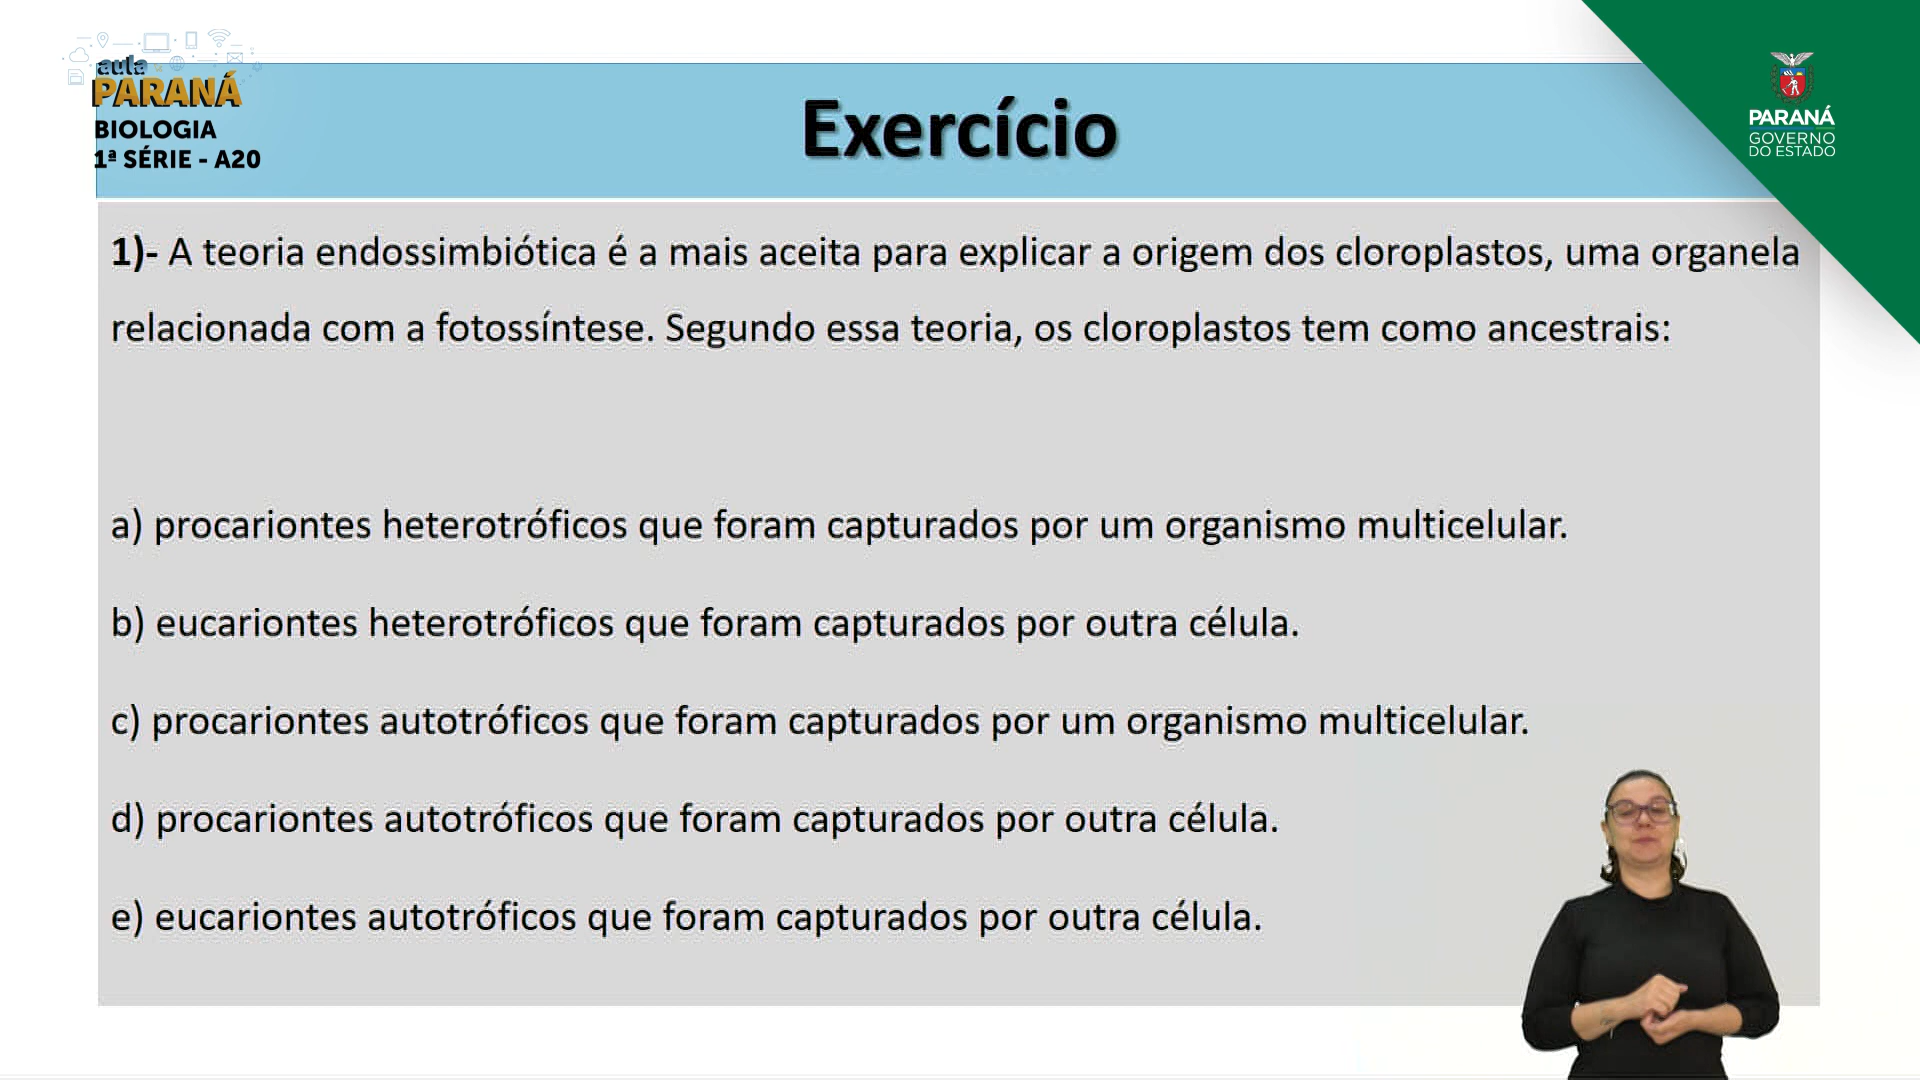 aula
PARANÁ
BIOLOGIA
1ª SÉRIE - A20
Exercício
PARANÁ
GOVERNO
DO ESTADO
1)- A teoria endossimbiótica é a mais aceita para explicar a origem dos cloroplastos, uma organela
relacionada com a fotossíntese. Segundo essa teoria, os cloroplastos tem como ancestrais:
a) procariontes heterotróficos que foram capturados por um organismo multicelular.
b) eucariontes heterotróficos que foram capturados por outra célula.
c) procariontes autotróficos que foram capturados por um organismo multicelular.
d) procariontes autotróficos que foram capturados por outra célula.
e) eucariontes autotróficos que foram capturados por outra célula.